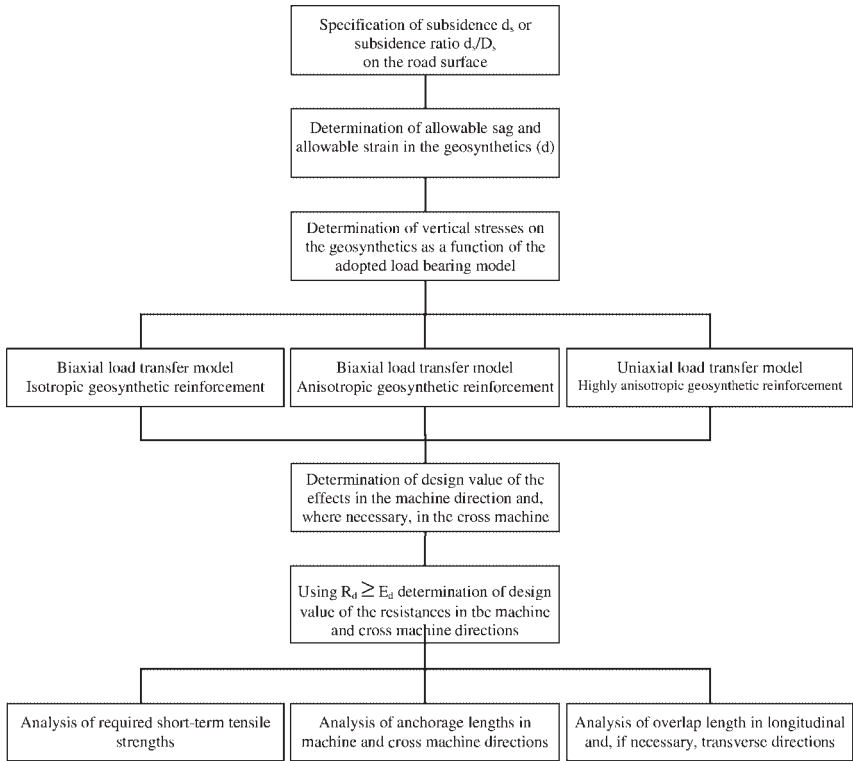 Specification of subsidence dₛ or
subsidence ratio dₛ/Dₛ
on the road surface
Determination of allowable sag and
allowable strain in the geosynthetics (d)
Determination of vertical stresses on
the geosynthetics as a function of the
adopted load bearing model
Biaxial load transfer model
Isotropic geosynthetic reinforcement
Biaxial load transfer model
Anisotropic geosynthetic reinforcement
Uniaxial load transfer model
Highly anisotropic geosynthetic reinforcement
Determination of design value of the
effects in the machine direction and,
where necessary, in the cross machine
Using R_d ≥ E_d determination of design
value of the resistances in the machine
and cross machine directions
Analysis of required short-term tensile
strengths
Analysis of anchorage lengths in
machine and cross machine directions
Analysis of overlap length in longitudinal
and, if necessary, transverse directions